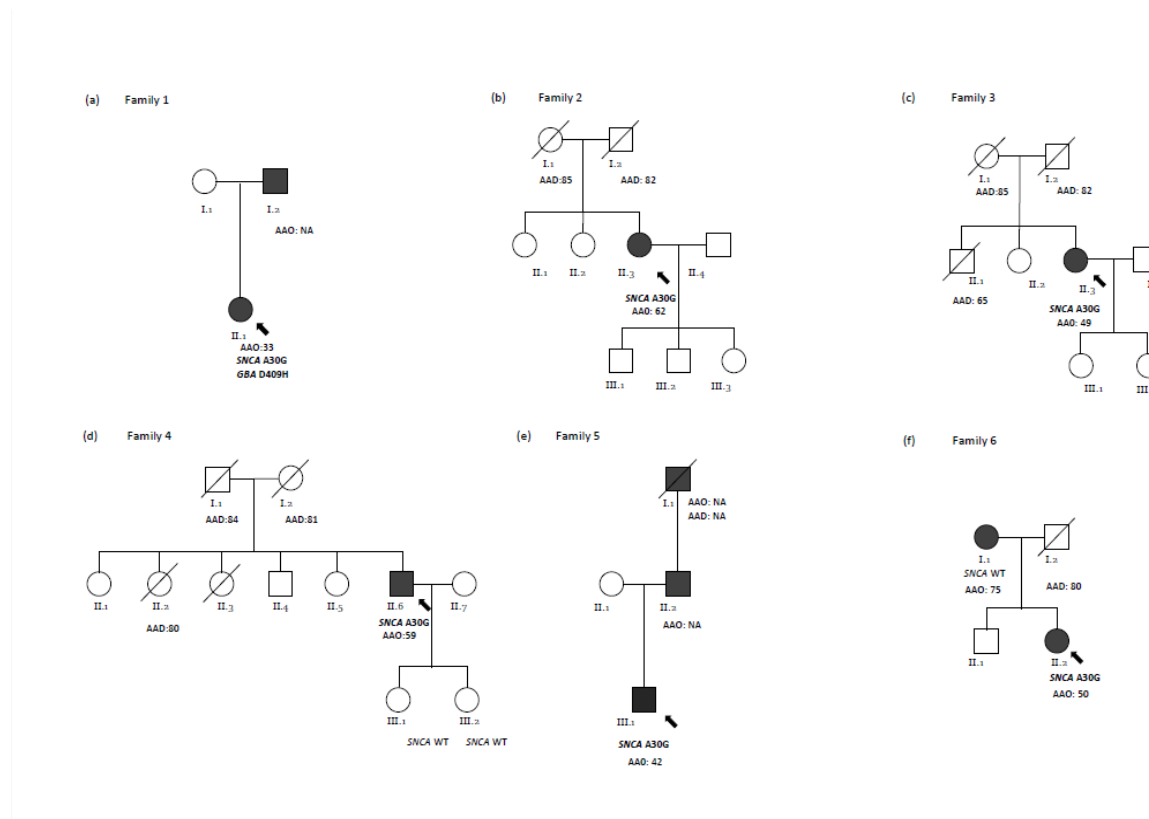 (a) Family 1
I.1
I.2
AAO: NA
II.1
AAO:33
SNCA A30G
GBA D409H
(b) Family 2
I.1
I.2
AAD:85
AAD: 82
II.1
II.2
II.3
II.4
SNCA A30G
AAO: 62
III.1
III.2
III.3
(c) Family 3
I.1
I.2
AAD:85
AAD: 82
II.1
II.2
II.3
AAD: 65
SNCA A30G
AAO: 49
III.1
III
(d) Family 4
I.1
I.2
AAD:84
AAD:81
II.1
II.2
II.3
II.4
II.5
II.6
II.7
AAD:80
SNCA A30G
AAO:59
III.1
III.2
SNCA WT
SNCA WT
(e) Family 5
I.1
AAO: NA
AAD: NA
II.1
II.2
AAO: NA
III.1
SNCA A30G
AAO: 42
(f) Family 6
I.1
I.2
SNCA WT
AAO: 75
AAD: 80
II.1
II.2
SNCA A30G
AAO: 50